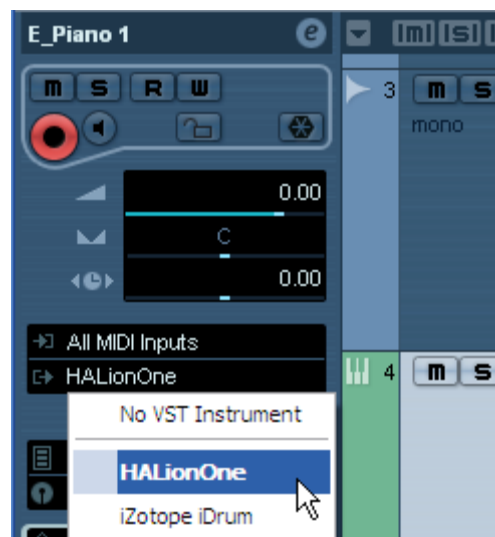 E_Piano 1 e m s
m S R W 3 m S
mono
0.00
C
0.00
All MIDI Inputs
HALionOne 4 m S
No VST Instrument
HALionOne
iZotope iDrum